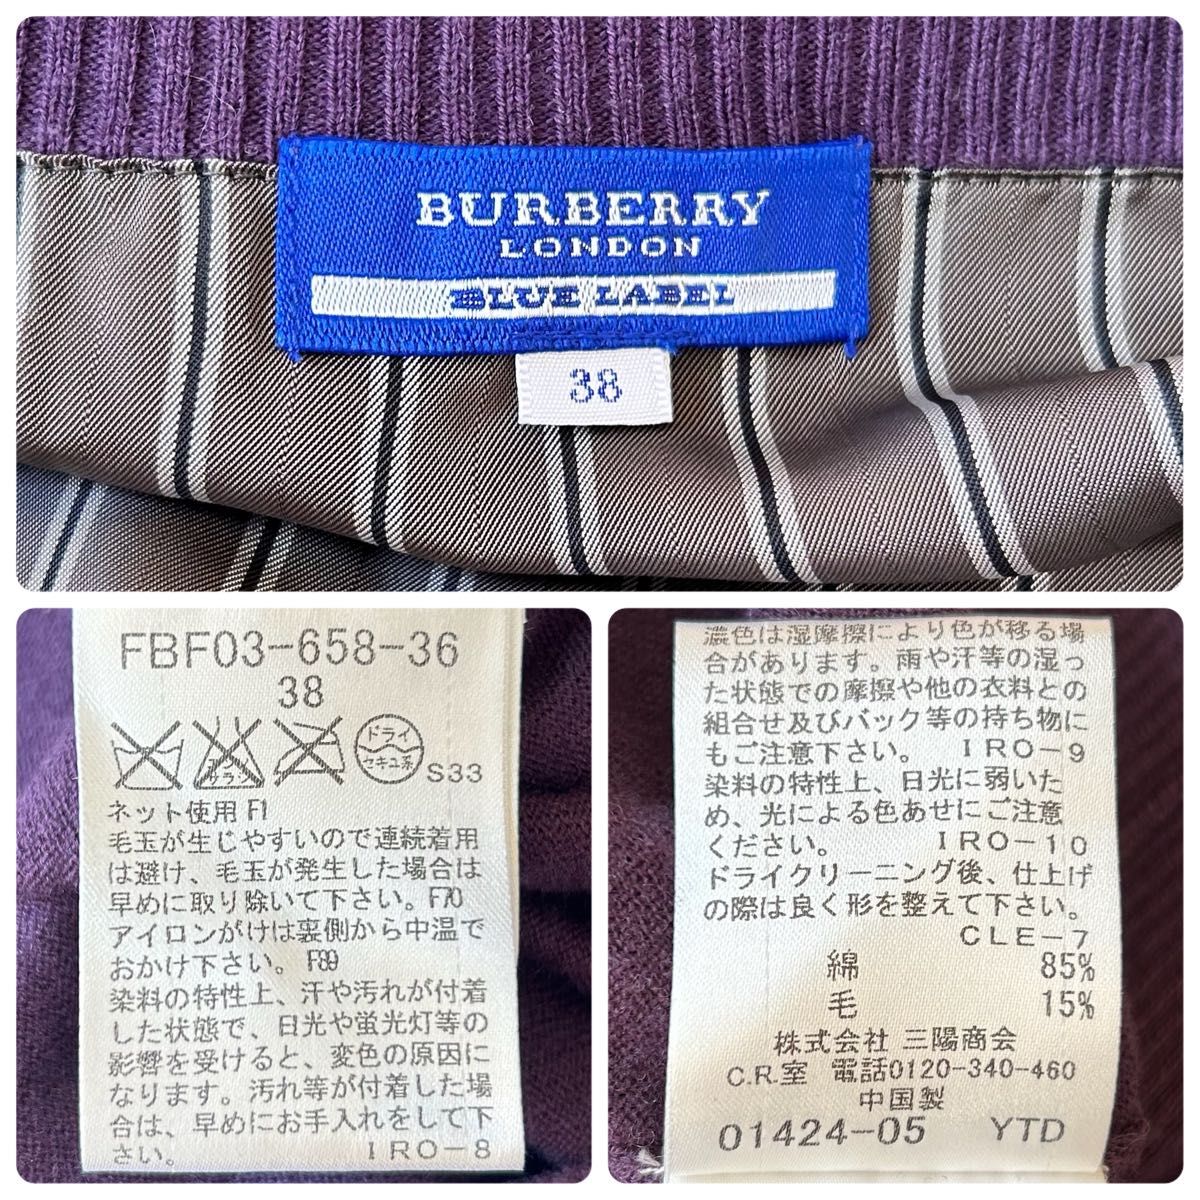 BURBERRY
LONDON
BLUE LABEL
38
FBF03-658-36
38
ドライ
サラシ
セキユ系
S33
ネット使用 F1
毛玉が生じやすいので連続着用
は避け、毛玉が発生した場合は
早めに取り除いて下さい。F70
アイロンがけは裏側から中温で
おかけ下さい。F89
染料の特性上、汗や汚れが付着
した状態で、日光や蛍光灯等の
影響を受けると、変色の原因に
なります。汚れ等が付着した場
合は、早めにお手入れをして下
さい。 IRO-8
濃色は湿摩擦により色が移る場
合があります。雨や汗等の湿っ
た状態での摩擦や他の衣料との
組合せ及びバック等の持ち物に
もご注意下さい。 IRO-9
染料の特性上、日光に弱いた
め、光による色あせにご注意
ください。 IRO-10
ドライクリーニング後、仕上げ
の際は良く形を整えて下さい。
CLE-7
綿 85%
毛 15%
株式会社 三陽商会
C.R.室 電話0120-340-460
中国製
01424-05 YTD